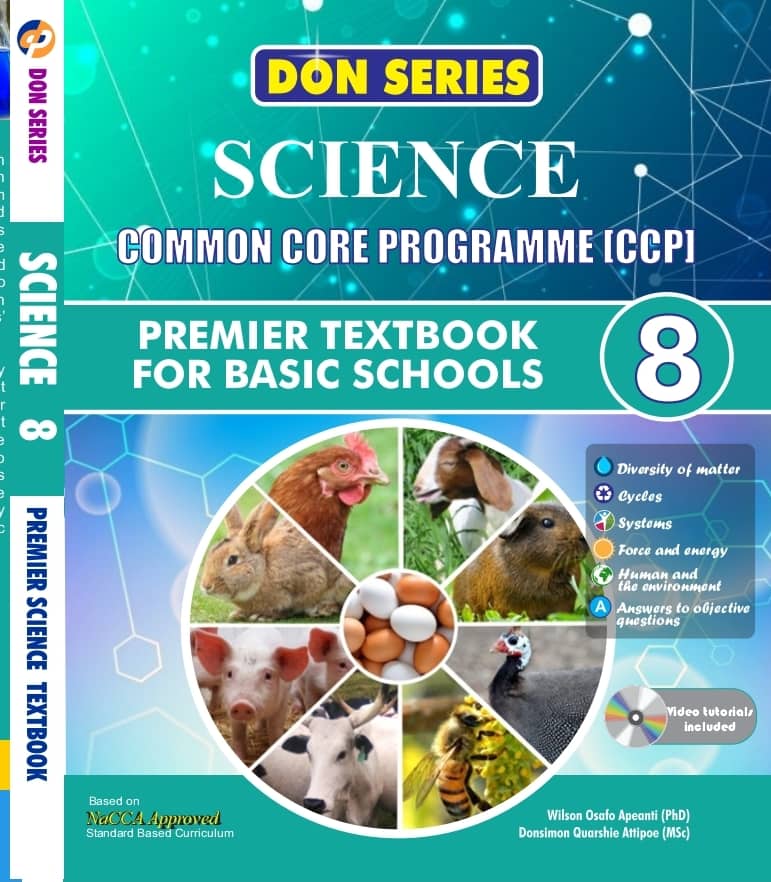 DON SERIES
SCIENCE
COMMON CORE PROGRAMME [CCP]
PREMIER TEXTBOOK
FOR BASIC SCHOOLS
8
Diversity of matter
Cycles
Systems
Force and energy
Human and
the environment
A Answers to objective
questions
Video tutorials
included
Based on
NaCCA Approved
Standard Based Curriculum
Wilson Osafo Apeanti (PhD)
Donsimon Quarshie Attipoe (MSc)
DON SERIES
SCIENCE 8
PREMIER SCIENCE TEXTBOOK